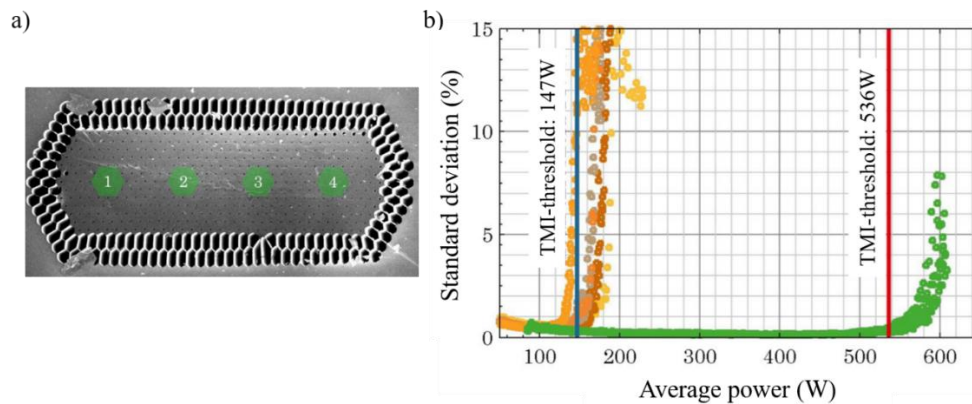 a)
1 2 3 4
b)
Standard deviation (%)
15
10
5
0
TMI-threshold: 147W
TMI-threshold: 536W
100 200 300 400 500 600
Average power (W)